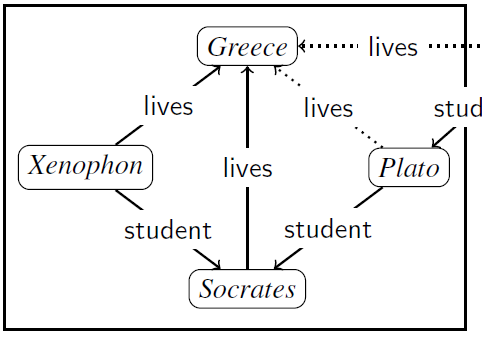 Greece
lives
lives
lives
stud
Xenophon
lives
Plato
student
student
Socrates